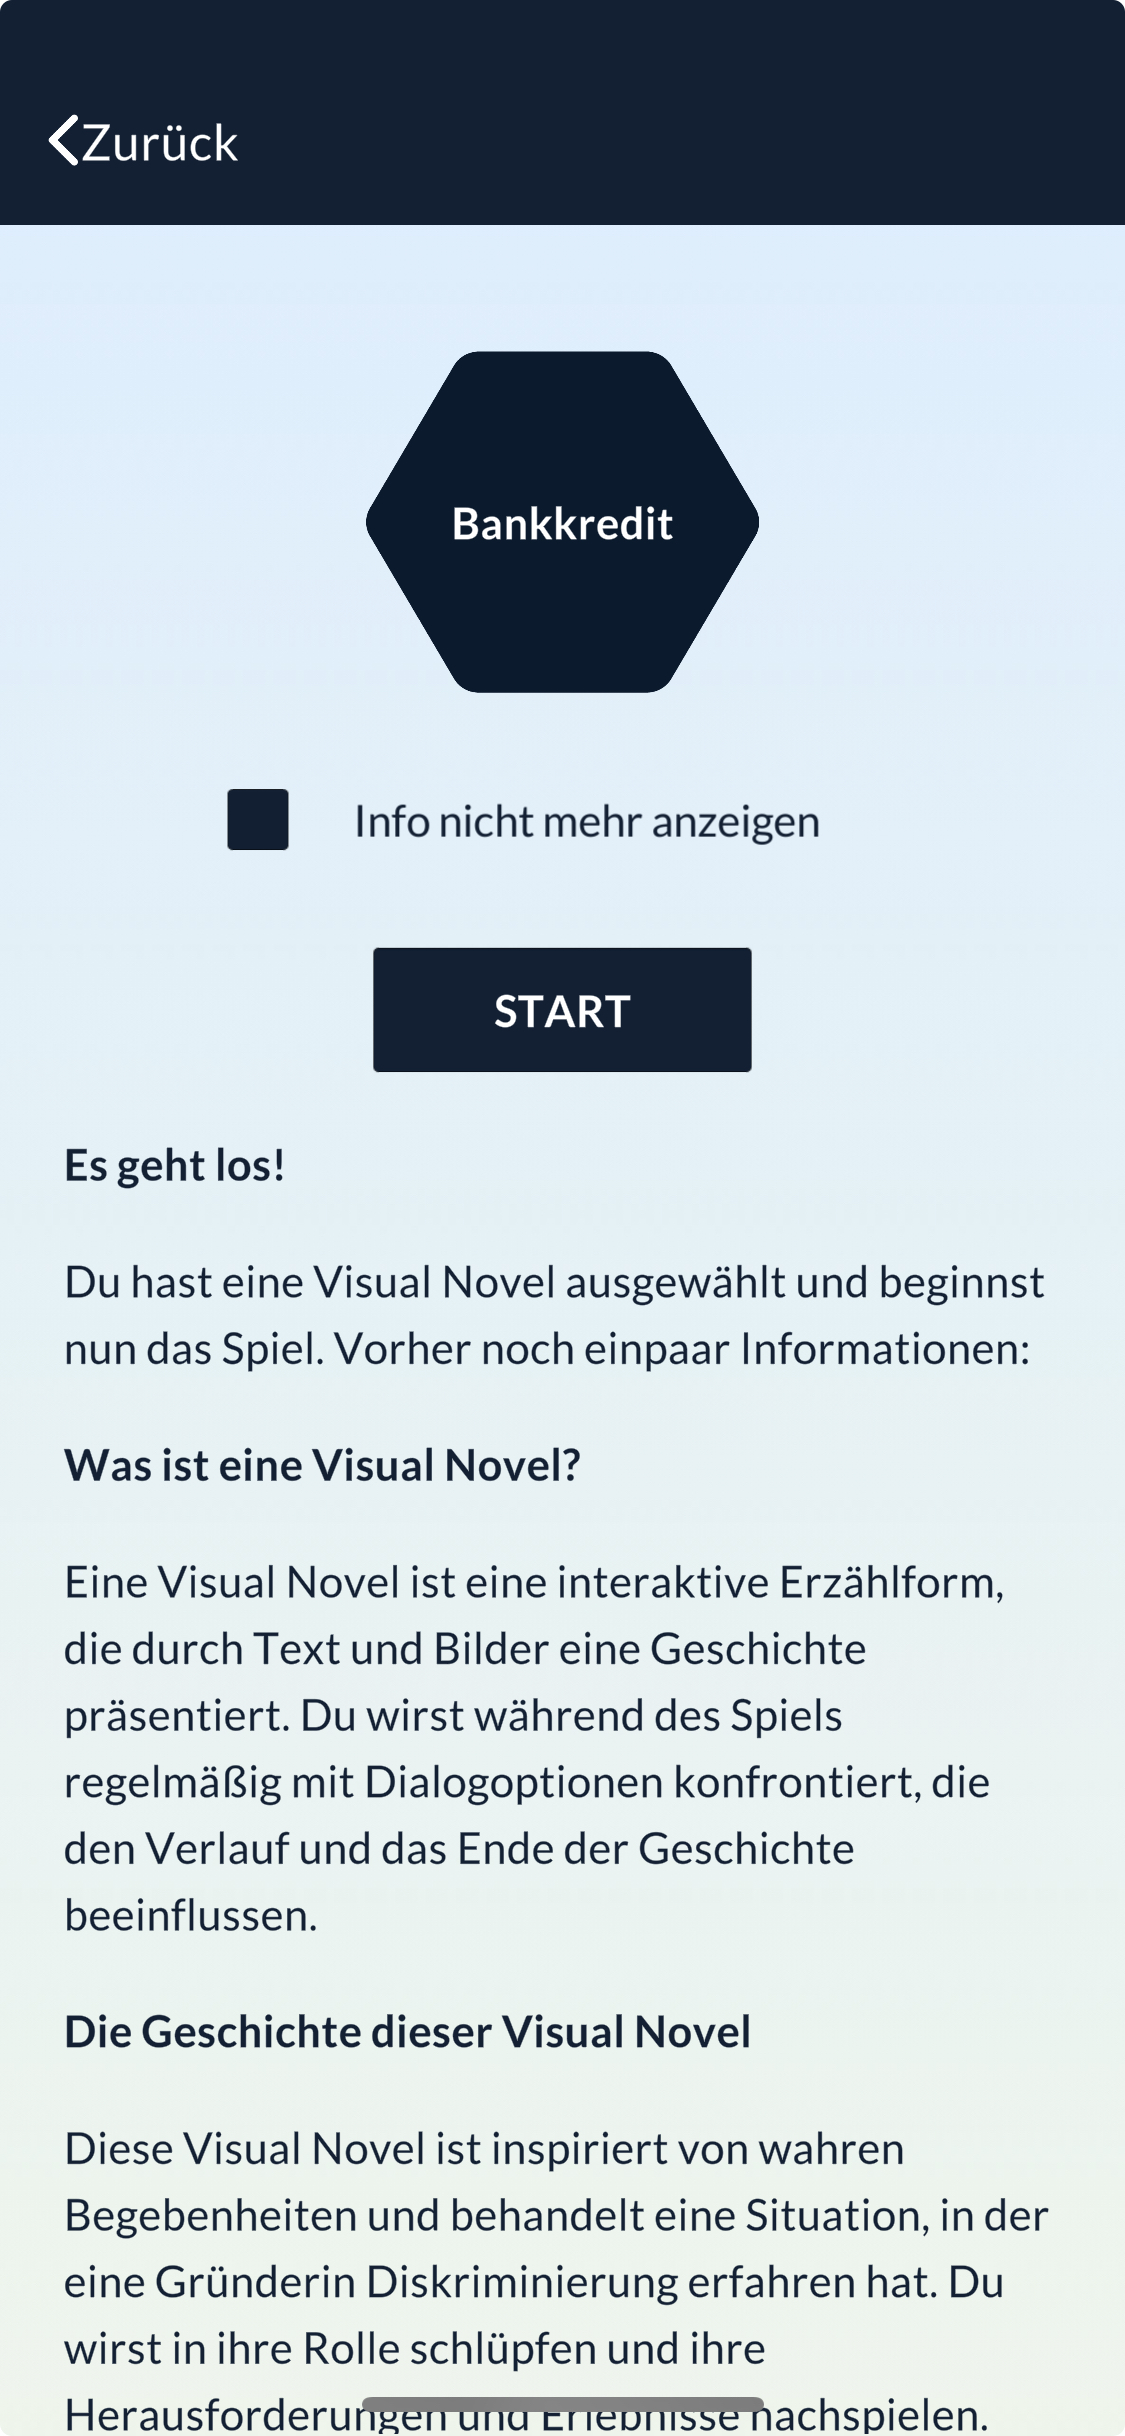 Zurück
Bankkredit
Info nicht mehr anzeigen
START
Es geht los!
Du hast eine Visual Novel ausgewählt und beginnst
nun das Spiel. Vorher noch einpaar Informationen:
Was ist eine Visual Novel?
Eine Visual Novel ist eine interaktive Erzählform,
die durch Text und Bilder eine Geschichte
präsentiert. Du wirst während des Spiels
regelmäßig mit Dialogoptionen konfrontiert, die
den Verlauf und das Ende der Geschichte
beeinflussen.
Die Geschichte dieser Visual Novel
Diese Visual Novel ist inspiriert von wahren
Begebenheiten und behandelt eine Situation, in der
eine Gründerin Diskriminierung erfahren hat. Du
wirst in ihre Rolle schlüpfen und ihre
Herausforderungen und Erlebnisse nachspielen.